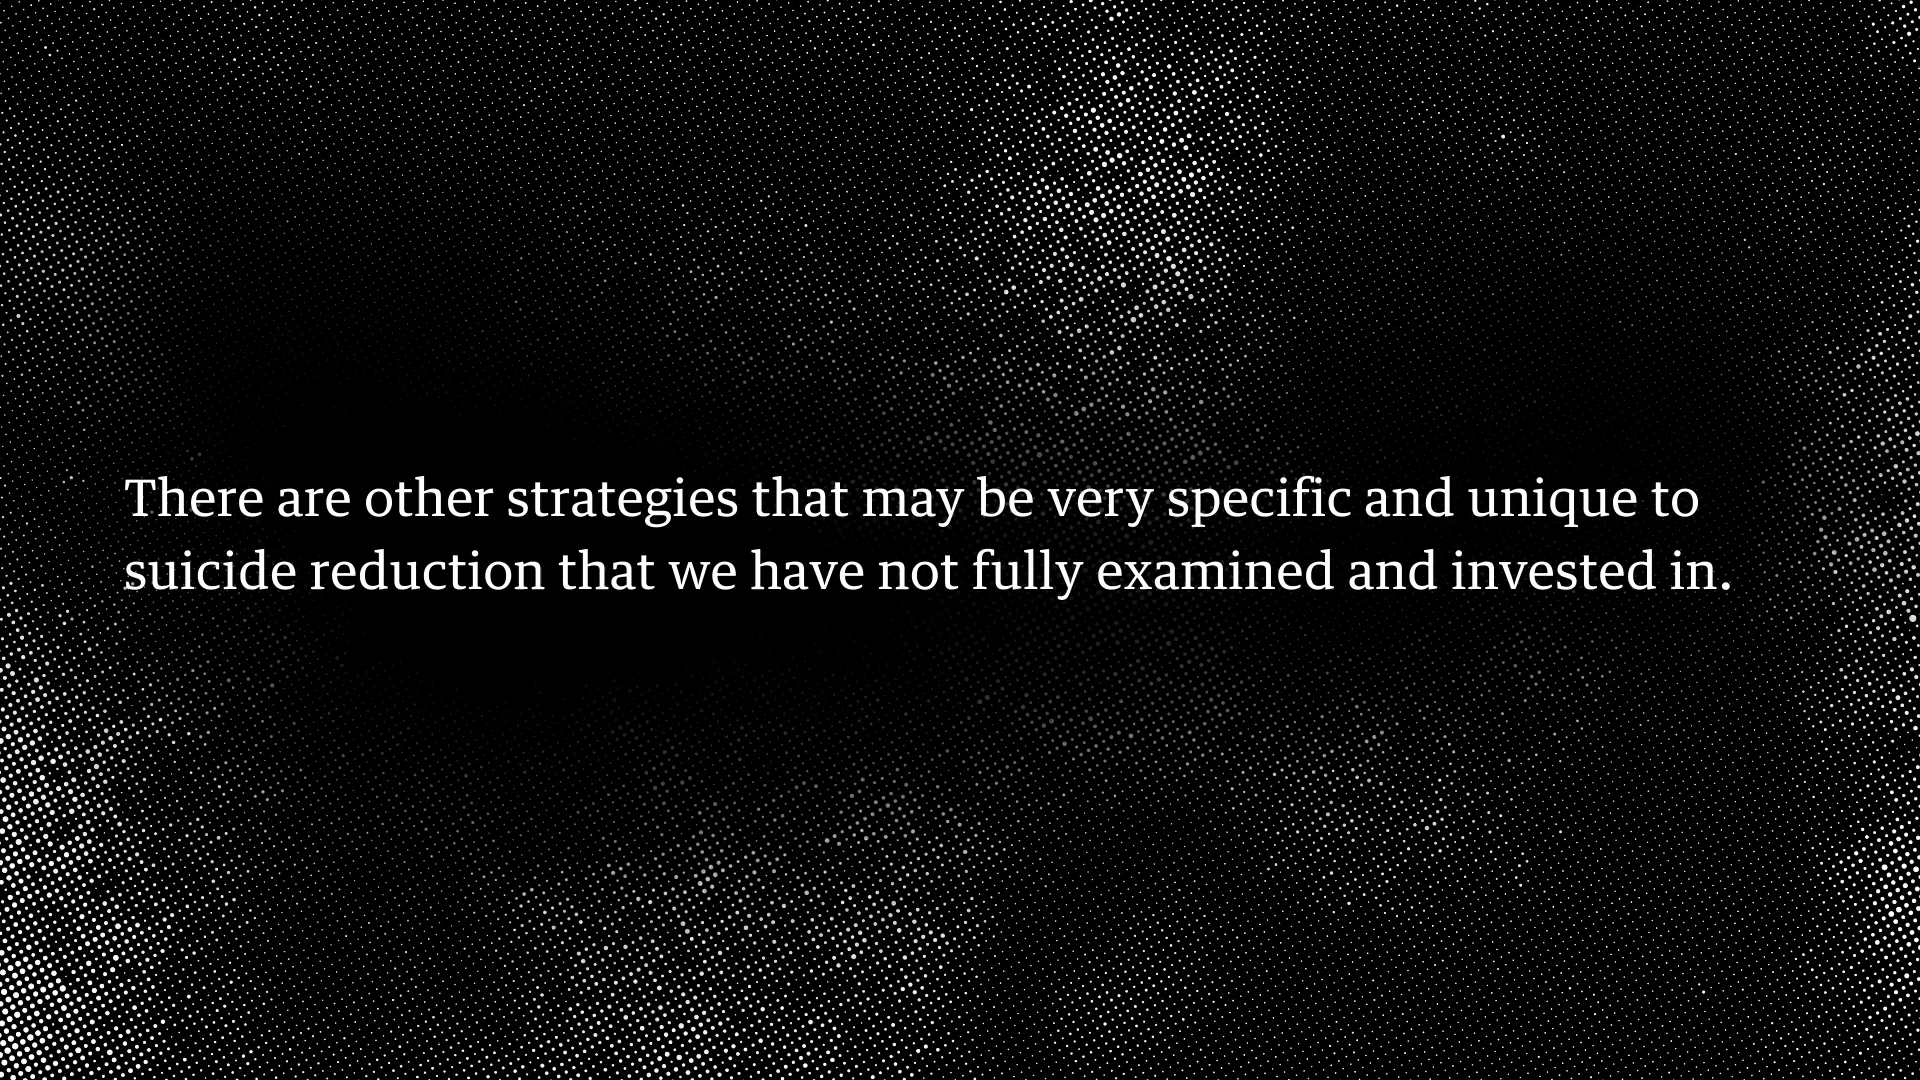 There are other strategies that may be very specific and unique to
suicide reduction that we have not fully examined and invested in.